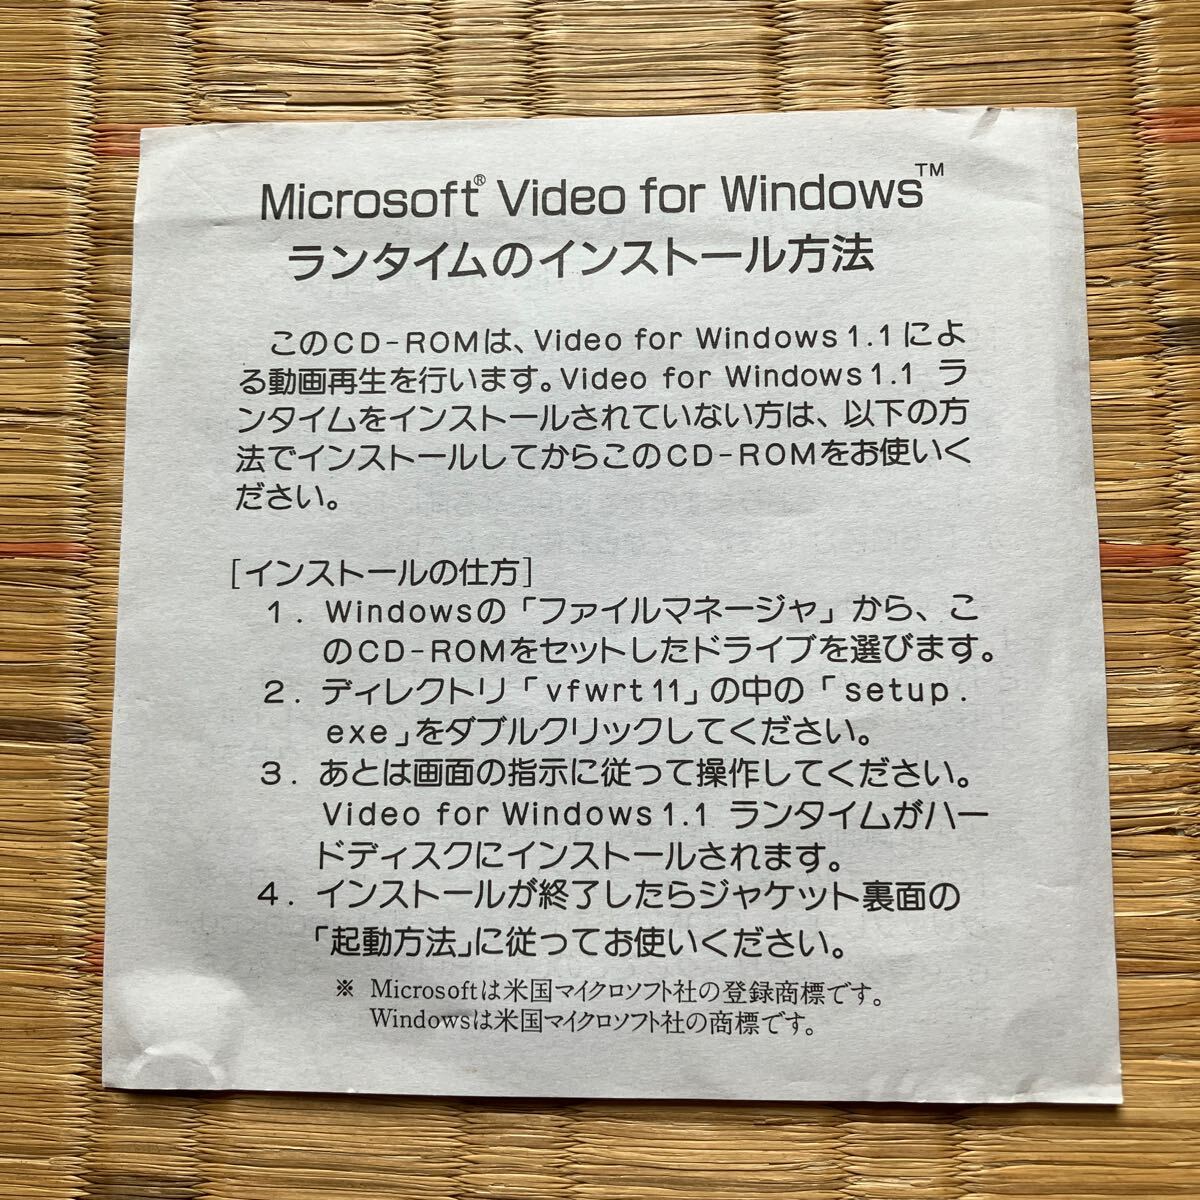 Microsoft® Video for Windows™
ランタイムのインストール方法
このCD-ROMは、Video for Windows1.1によ
る動画再生を行います。Video for Windows1.1 ラ
ンタイムをインストールされていない方は、以下の方
法でインストールしてからこのCD-ROMをお使いく
ださい。
[インストールの仕方]
1. Windowsの「ファイルマネージャ」から、こ
のCD-ROMをセットしたドライブを選びます。
2. ディレクトリ「vfwrt11」の中の「setup.
exe」をダブルクリックしてください。
3. あとは画面の指示に従って操作してください。
Video for Windows1.1 ランタイムがハー
ドディスクにインストールされます。
4. インストールが終了したらジャケット裏面の
「起動方法」に従ってお使いください。
※ Microsoftは米国マイクロソフト社の登録商標です。
Windowsは米国マイクロソフト社の商標です。